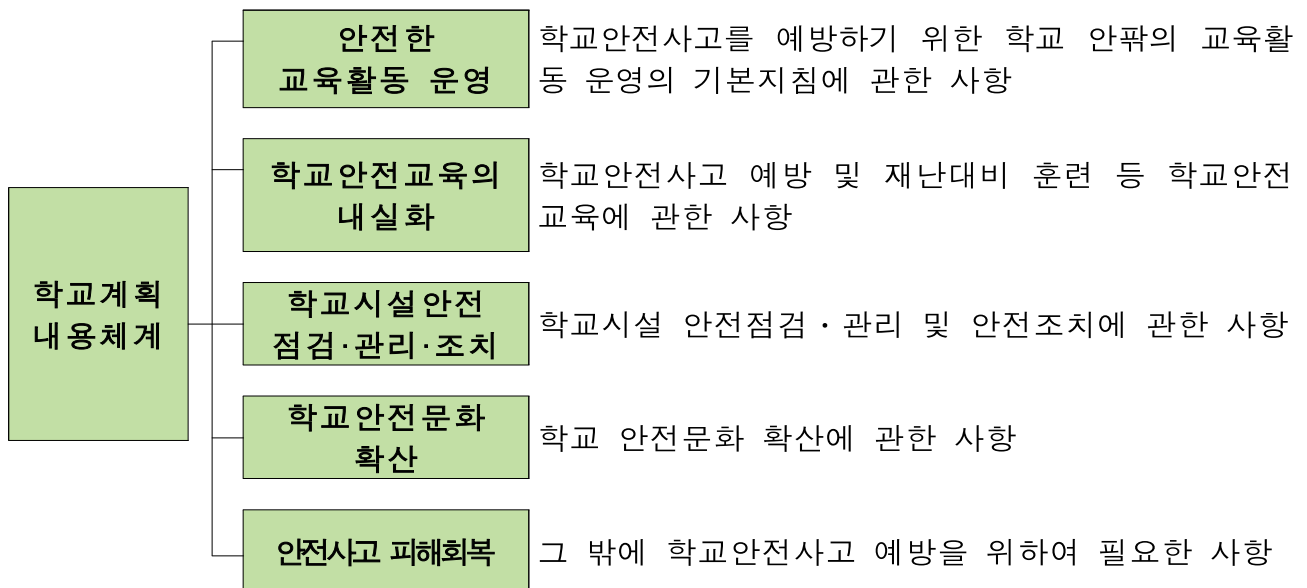 안전한
교육활동 운영
학교안전사고를 예방하기 위한 학교 안팎의 교육활
동 운영의 기본지침에 관한 사항
학교안전교육의
내실화
학교안전사고 예방 및 재난대비 훈련 등 학교안전
교육에 관한 사항
학교계획
내용체계
학교시설안전
점검·관리·조치
학교시설 안전점검·관리 및 안전조치에 관한 사항
학교안전문화
확산
학교 안전문화 확산에 관한 사항
안전사고 피해회복
그 밖에 학교안전사고 예방을 위하여 필요한 사항